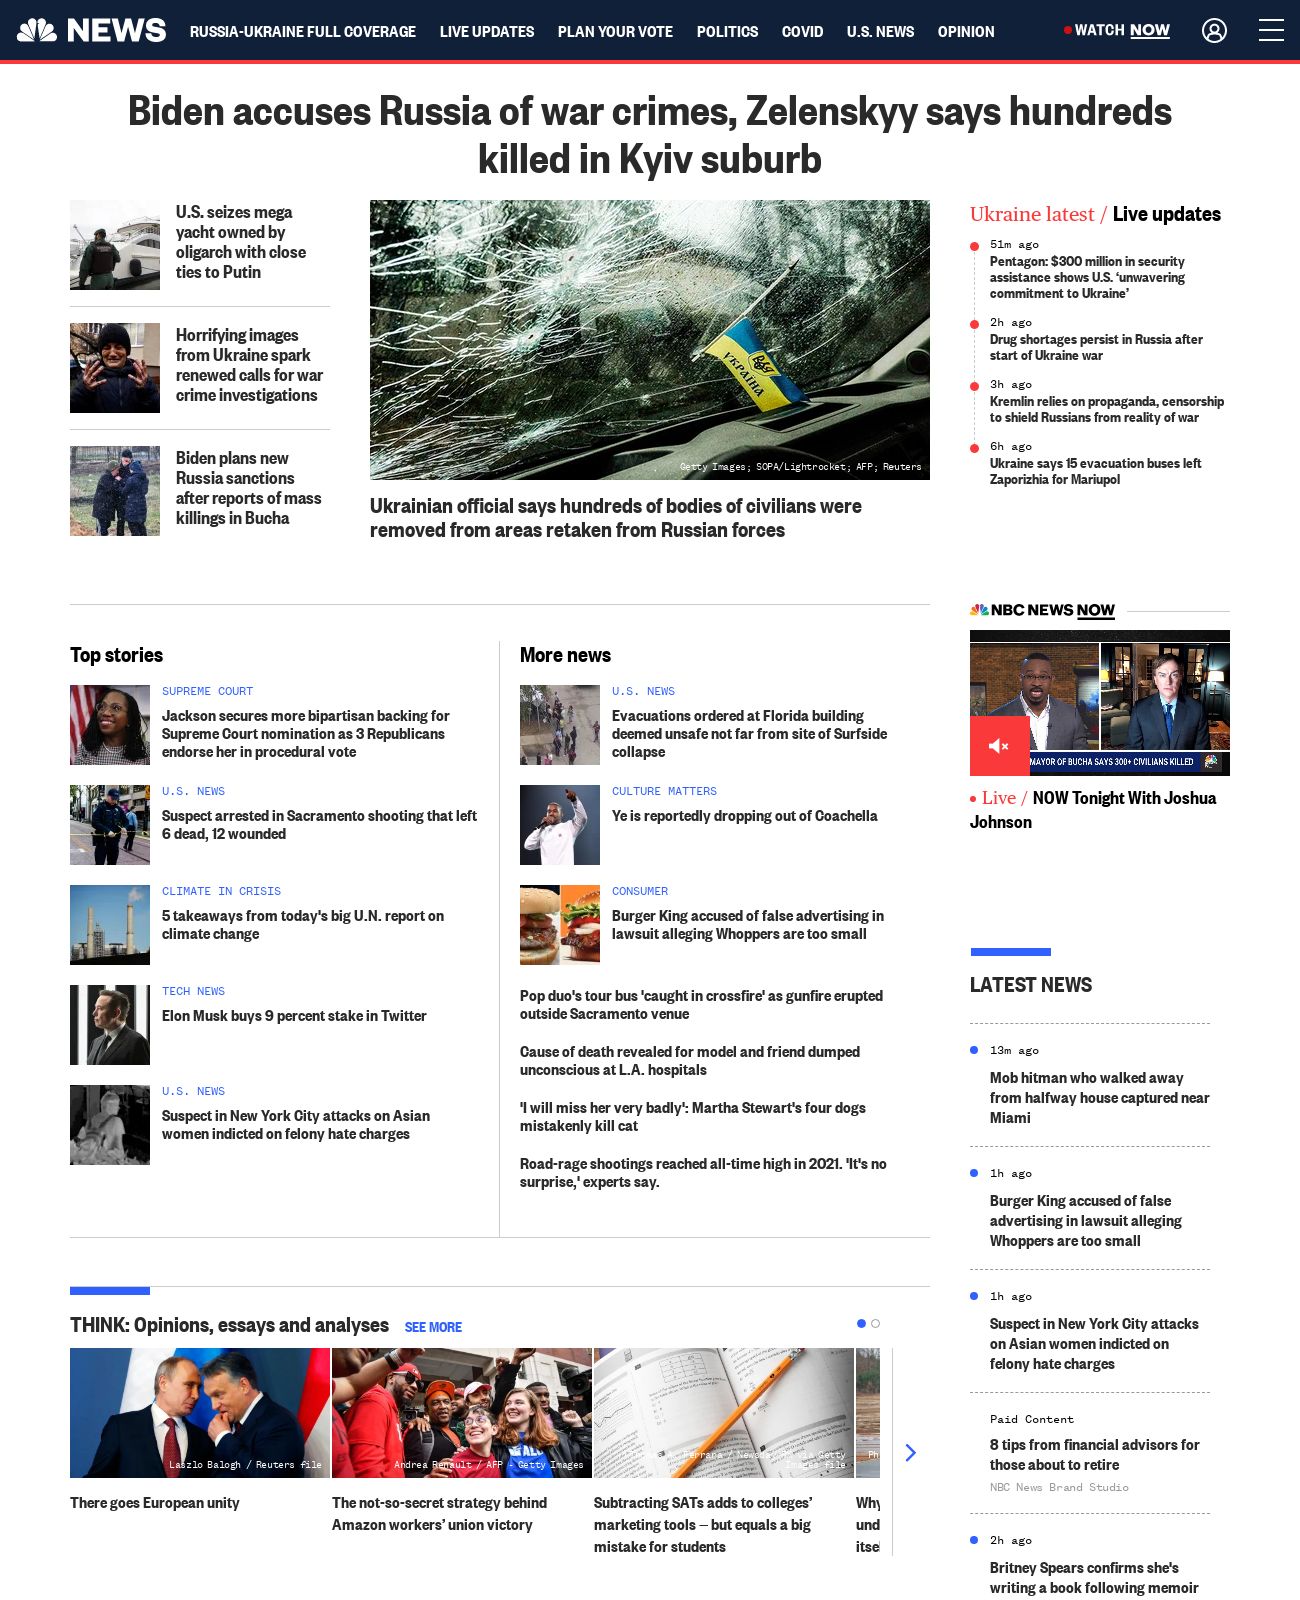 NEWS
RUSSIA-UKRAINE FULL COVERAGE
LIVE UPDATES
PLAN YOUR VOTE
POLITICS
COVID
U.S. NEWS
OPINION
WATCH NOW
Biden accuses Russia of war crimes, Zelenskyy says hundreds
killed in Kyiv suburb
U.S. seizes mega
yacht owned by
oligarch with close
ties to Putin
Horrifying images
from Ukraine spark
renewed calls for war
crime investigations
Biden plans new
Russia sanctions
after reports of mass
killings in Bucha
УКРАЇНА
Getty Images; SOPA/Lightrocket; AFP; Reuters
Ukrainian official says hundreds of bodies of civilians were
removed from areas retaken from Russian forces
Ukraine latest / Live updates
51m ago
Pentagon: $300 million in security
assistance shows U.S. ‘unwavering
commitment to Ukraine’
2h ago
Drug shortages persist in Russia after
start of Ukraine war
3h ago
Kremlin relies on propaganda, censorship
to shield Russians from reality of war
6h ago
Ukraine says 15 evacuation buses left
Zaporizhia for Mariupol
Top stories
SUPREME COURT
Jackson secures more bipartisan backing for
Supreme Court nomination as 3 Republicans
endorse her in procedural vote
U.S. NEWS
Suspect arrested in Sacramento shooting that left
6 dead, 12 wounded
CLIMATE IN CRISIS
5 takeaways from today's big U.N. report on
climate change
TECH NEWS
Elon Musk buys 9 percent stake in Twitter
U.S. NEWS
Suspect in New York City attacks on Asian
women indicted on felony hate charges
More news
U.S. NEWS
Evacuations ordered at Florida building
deemed unsafe not far from site of Surfside
collapse
CULTURE MATTERS
Ye is reportedly dropping out of Coachella
CONSUMER
Burger King accused of false advertising in
lawsuit alleging Whoppers are too small
Pop duo's tour bus 'caught in crossfire' as gunfire erupted
outside Sacramento venue
Cause of death revealed for model and friend dumped
unconscious at L.A. hospitals
'I will miss her very badly': Martha Stewart's four dogs
mistakenly kill cat
Road-rage shootings reached all-time high in 2021. 'It's no
surprise,' experts say.
NBC NEWS NOW
MAYOR OF BUCHA SAYS 300+ CIVILIANS KILLED
Live / NOW Tonight With Joshua
Johnson
LATEST NEWS
13m ago
Mob hitman who walked away
from halfway house captured near
Miami
1h ago
Burger King accused of false
advertising in lawsuit alleging
Whoppers are too small
1h ago
Suspect in New York City attacks
on Asian women indicted on
felony hate charges
Paid Content
8 tips from financial advisors for
those about to retire
NBC News Brand Studio
2h ago
Britney Spears confirms she's
writing a book following memoir
THINK: Opinions, essays and analyses
SEE MORE
Laszlo Balogh / Reuters file
There goes European unity
Andrea Renault / AFP - Getty Images
The not-so-secret strategy behind
Amazon workers’ union victory
Getty
Images file
Subtracting SATs adds to colleges’
marketing tools — but equals a big
mistake for students
Ph
Why
und
itsel